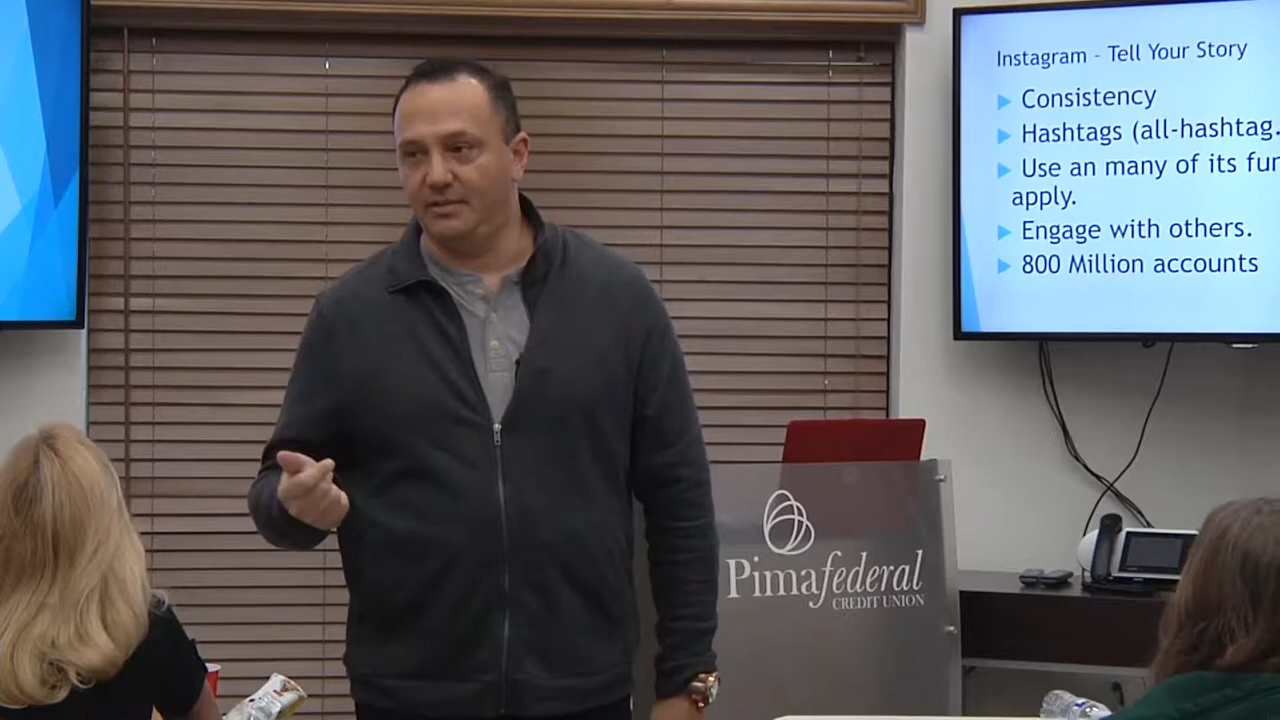 Instagram - Tell Your Story
Consistency
Hashtags (all-hashtag.
Use an many of its fun
apply.
Engage with others.
800 Million accounts
Pimafederal
CREDIT UNION